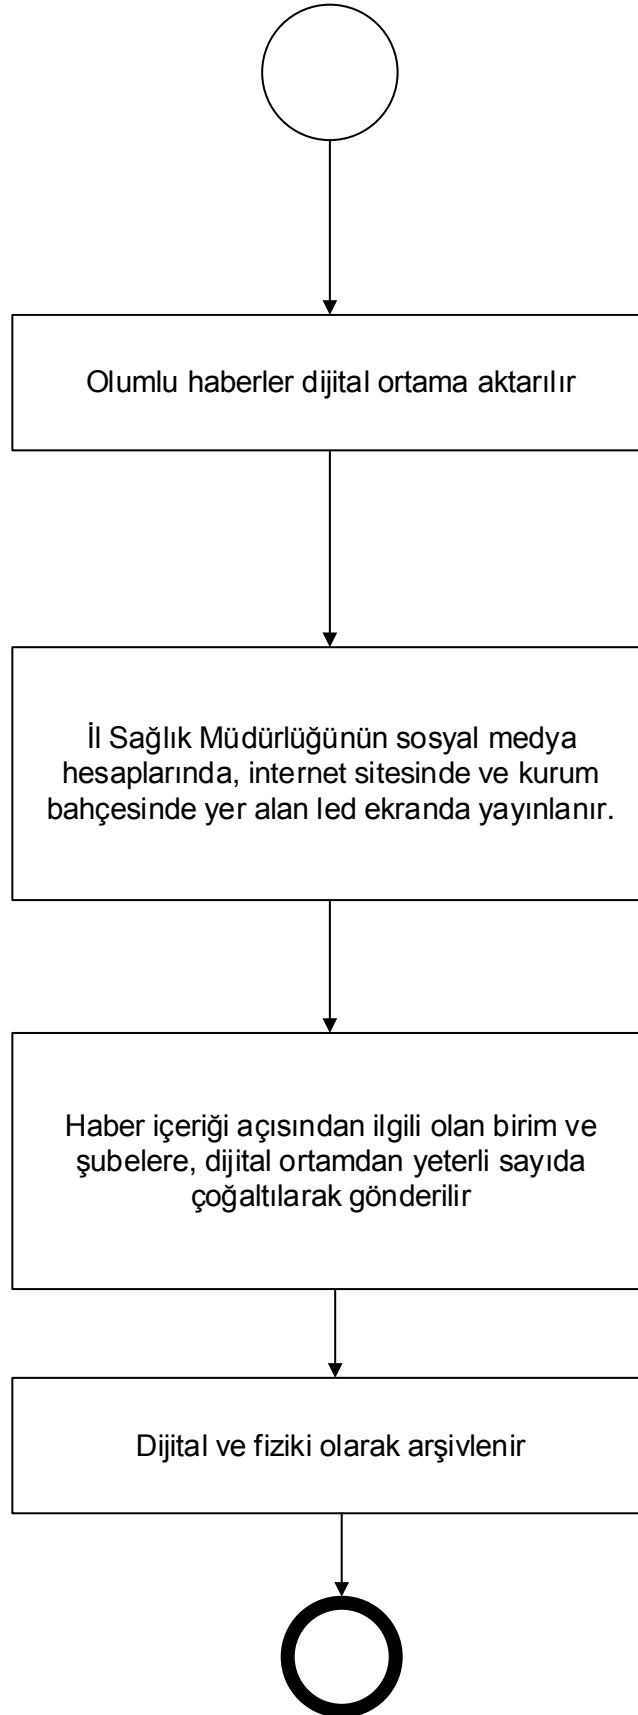 Olumlu haberler dijital ortama aktarılır
İl Sağlık Müdürlüğünün sosyal medya
hesaplarında, internet sitesinde ve kurum
bahçesinde yer alan led ekranda yayınlanır.
Haber içeriği açısından ilgili olan birim ve
şubelere, dijital ortamdan yeterli sayıda
çoğaltılarak gönderilir
Dijital ve fiziki olarak arşivlenir